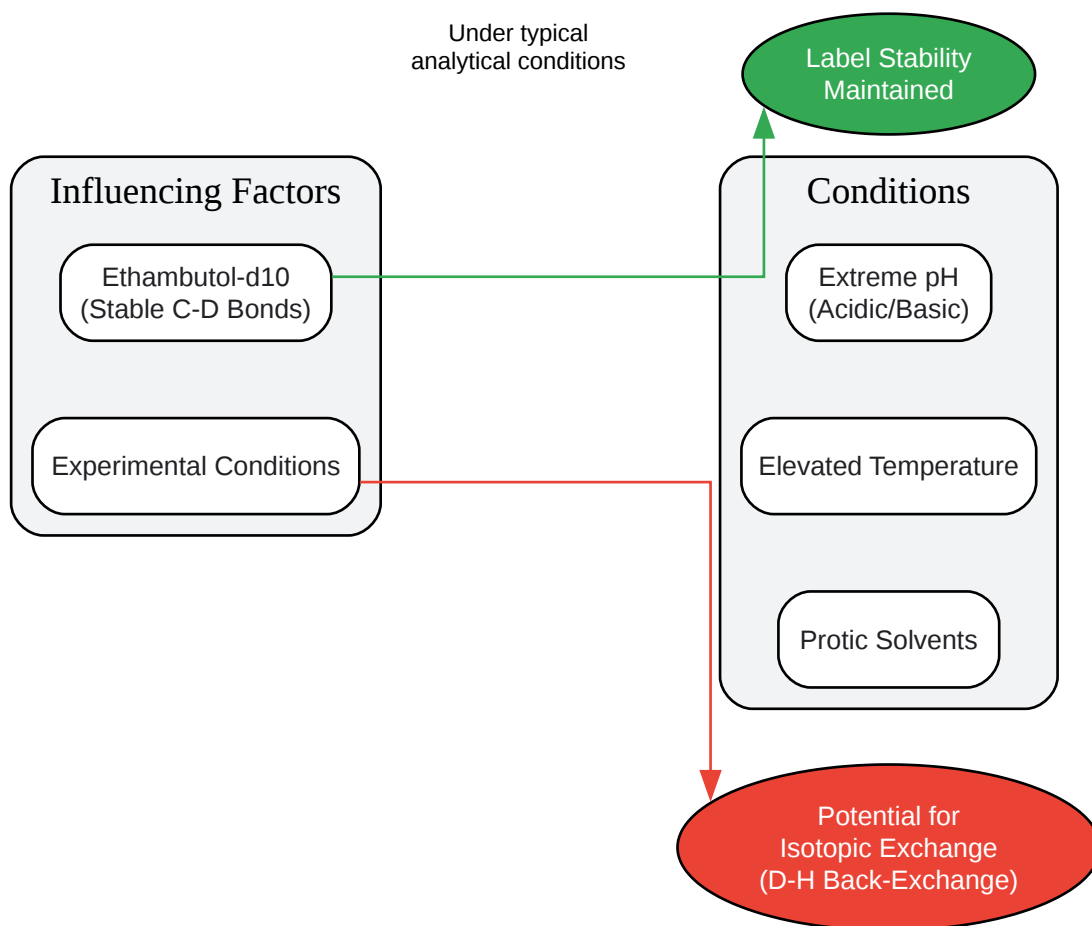 Under typical
analytical conditions
Label Stability
Maintained
Influencing Factors
Ethambutol-d10
(Stable C-D Bonds)
Experimental Conditions
Conditions
Extreme pH
(Acidic/Basic)
Elevated Temperature
Protic Solvents
Potential for
Isotopic Exchange
(D-H Back-Exchange)